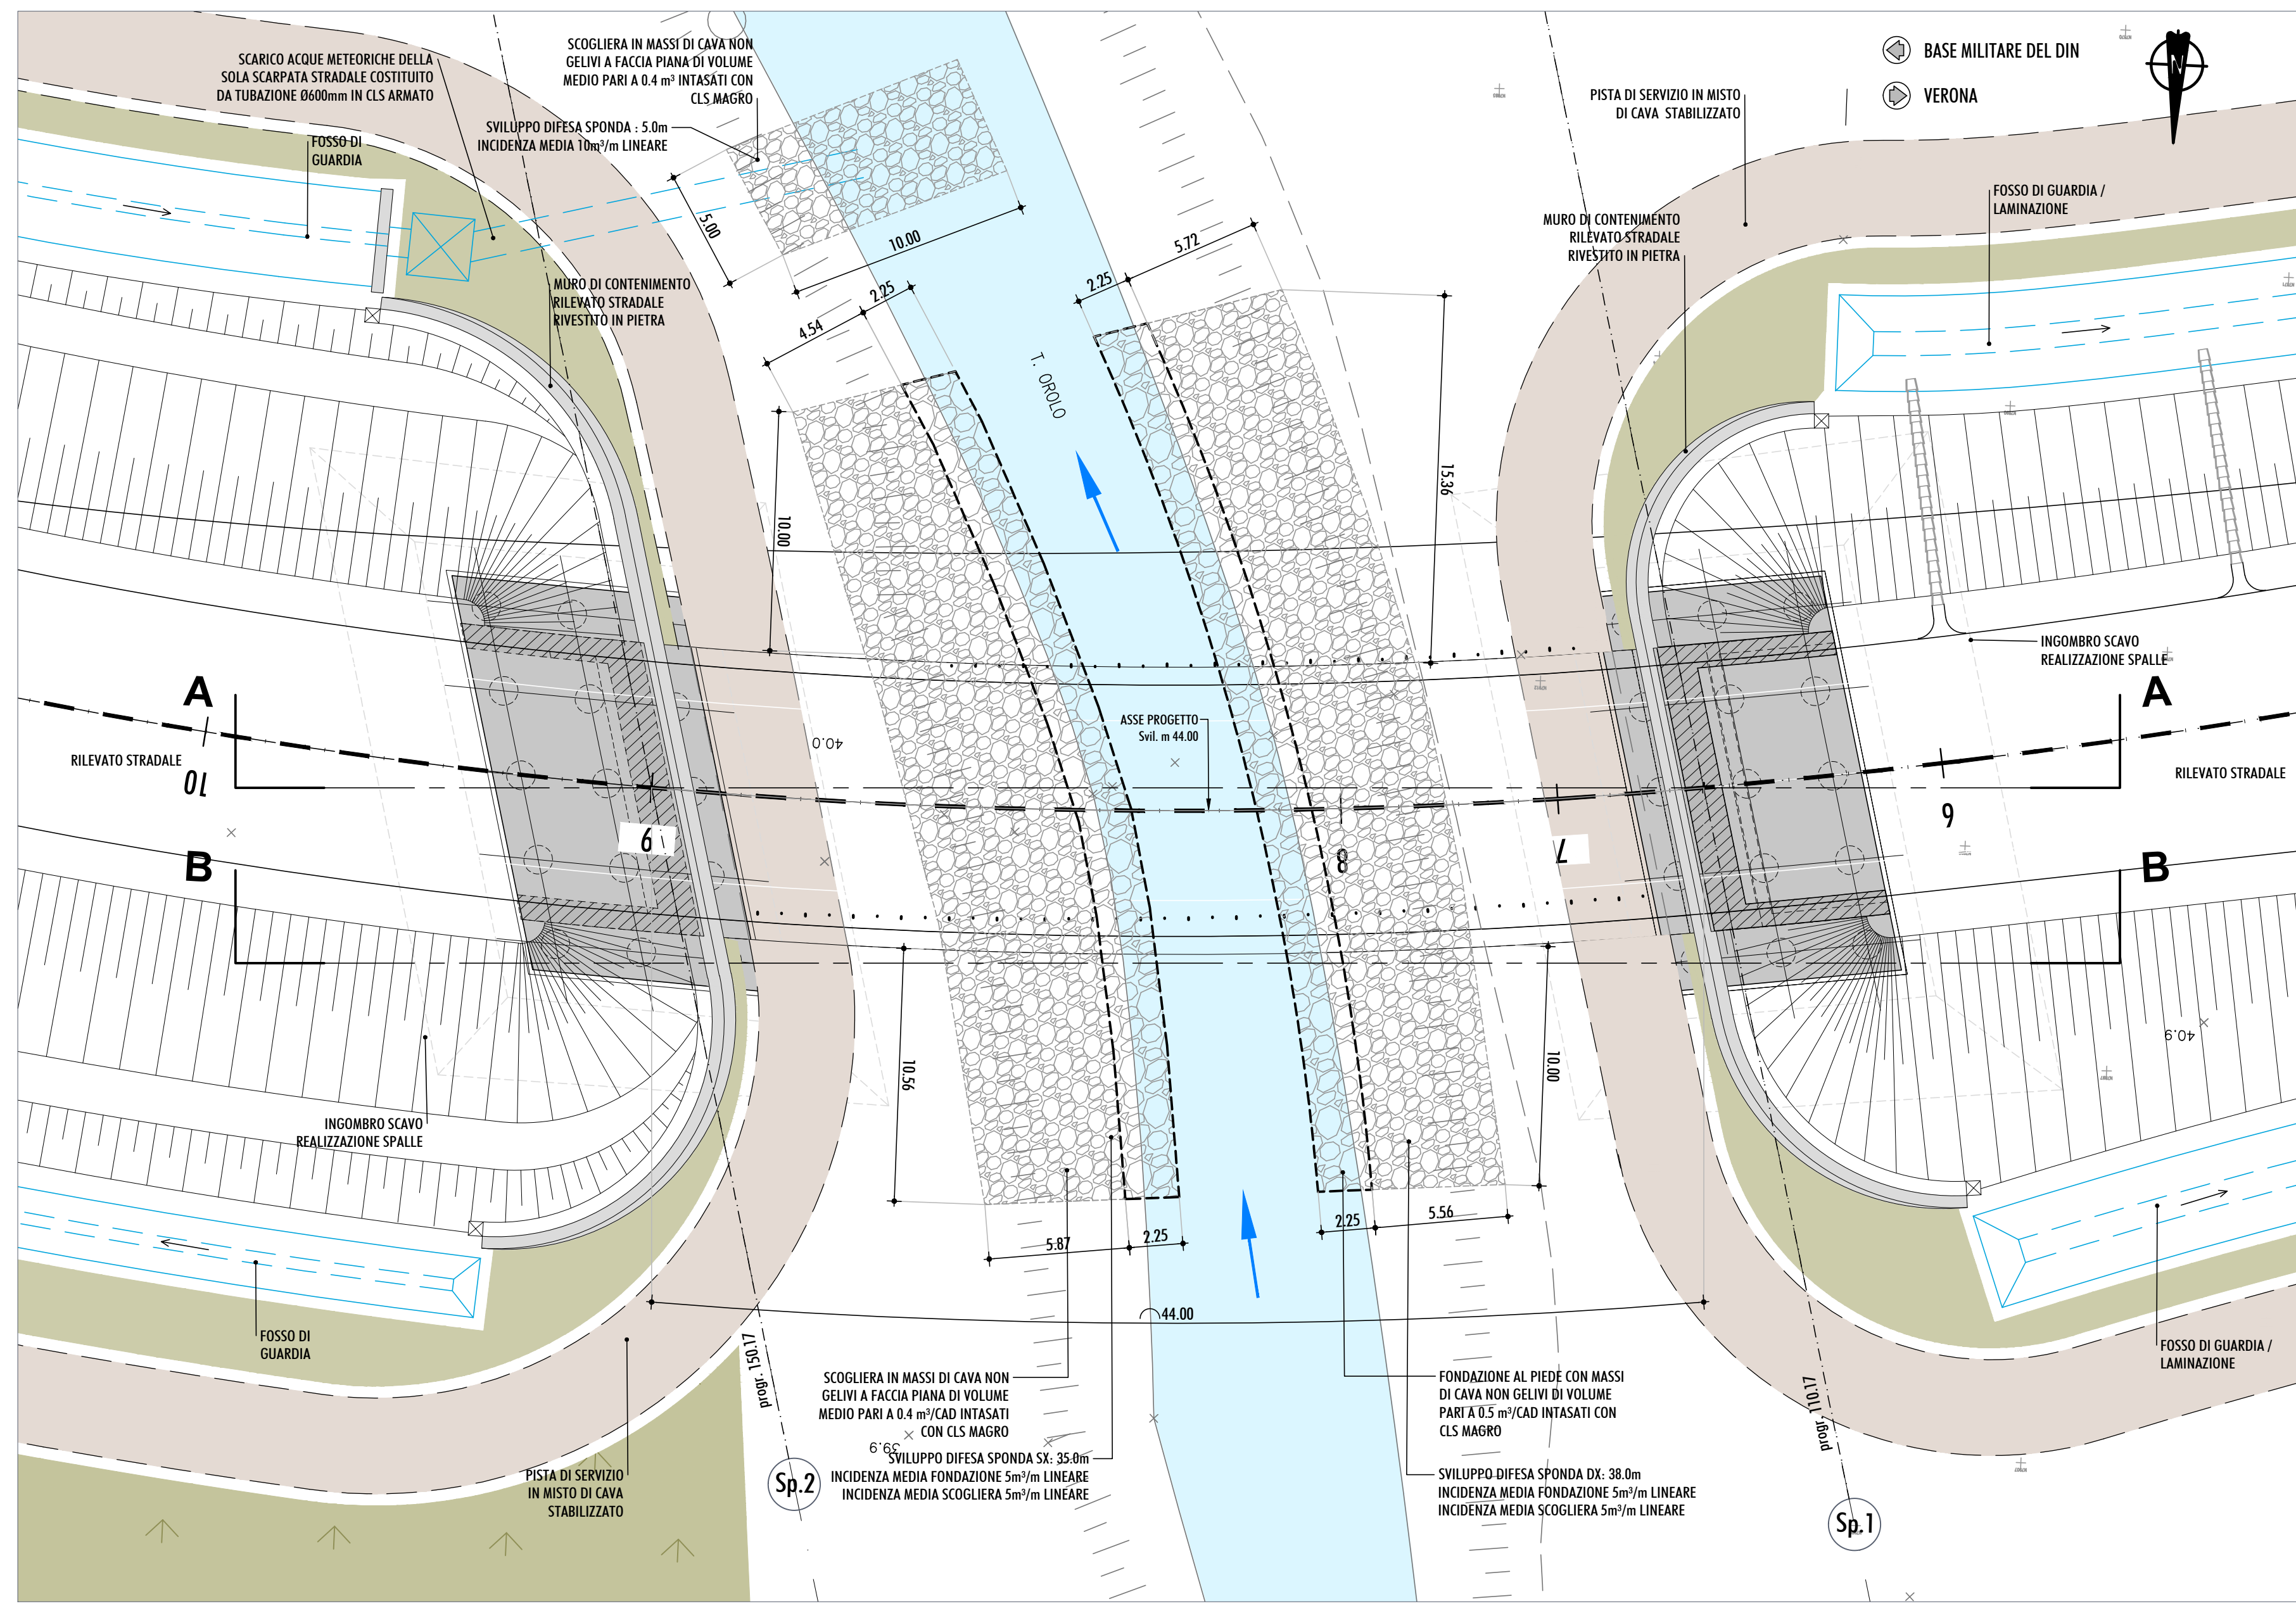 SCARICO ACQUE METEORICHE DELLA
SOLA SCARPATA STRADALE COSTITUITO
DA TUBAZIONE Ø600mm IN CLS ARMATO
SCOGLIERA IN MASSI DI CAVA NON
GELIVI A FACCIA PIANA DI VOLUME
MEDIO PARI A 0.4 m³ INTASATI CON
CLS MAGRO
SVILUPPO DIFESA SPONDA : 5.0m
INCIDENZA MEDIA 10m³/m LINEARE
FOSSO DI
GUARDIA
BASE MILITARE DEL DIN
VERONA
N
PISTA DI SERVIZIO IN MISTO
DI CAVA STABILIZZATO
FOSSO DI GUARDIA /
LAMINAZIONE
MURO DI CONTENIMENTO
RILEVATO STRADALE
RIVESTITO IN PIETRA
MURO DI CONTENIMENTO
RILEVATO STRADALE
RIVESTITO IN PIETRA
5.00
10.00
5.72
2.25
2.25
4.54
T. OROLO
15.36
10.00
INGOMBRO SCAVO
REALIZZAZIONE SPALLE
A
A
ASSE PROGETTO
Svil. m 44.00
40.0
RILEVATO STRADALE
RILEVATO STRADALE
10
9
8
7
6
B
B
40.9
10.56
10.00
INGOMBRO SCAVO
REALIZZAZIONE SPALLE
5.87
2.25
2.25
5.56
44.00
FOSSO DI
GUARDIA
FOSSO DI GUARDIA /
LAMINAZIONE
progr. 150.17
progr. 110.17
SCOGLIERA IN MASSI DI CAVA NON
GELIVI A FACCIA PIANA DI VOLUME
MEDIO PARI A 0.4 m³/CAD INTASATI
CON CLS MAGRO
39.9
SVILUPPO DIFESA SPONDA SX: 35.0m
INCIDENZA MEDIA FONDAZIONE 5m³/m LINEARE
INCIDENZA MEDIA SCOGLIERA 5m³/m LINEARE
FONDAZIONE AL PIEDE CON MASSI
DI CAVA NON GELIVI DI VOLUME
PARI A 0.5 m³/CAD INTASATI CON
CLS MAGRO
SVILUPPO DIFESA SPONDA DX: 38.0m
INCIDENZA MEDIA FONDAZIONE 5m³/m LINEARE
INCIDENZA MEDIA SCOGLIERA 5m³/m LINEARE
PISTA DI SERVIZIO
IN MISTO DI CAVA
STABILIZZATO
Sp.2
Sp.1